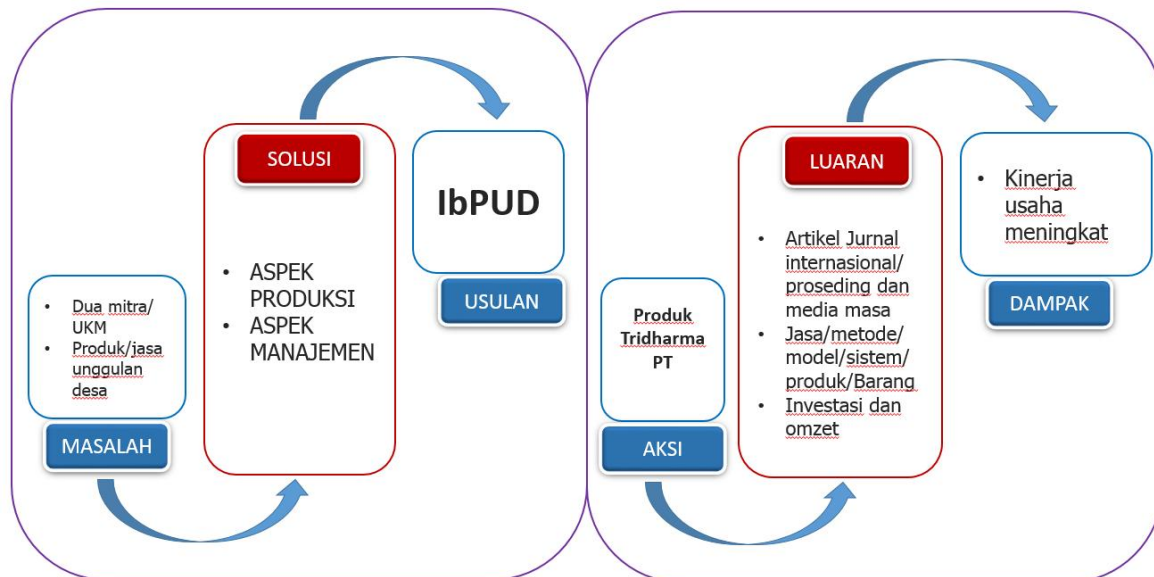 • Dua mitra/
UKM
• Produk/jasa
unggulan
desa
MASALAH
SOLUSI
• ASPEK
PRODUKSI
• ASPEK
MANAJEMEN
IbPUD
USULAN
Produk
Tridharma
PT
AKSI
LUARAN
• Artikel Jurnal
internasional/
proseding dan
media masa
• Jasa/metode/
model/sistem/
produk/Barang
• Investasi dan
omzet
• Kinerja
usaha
meningkat
DAMPAK